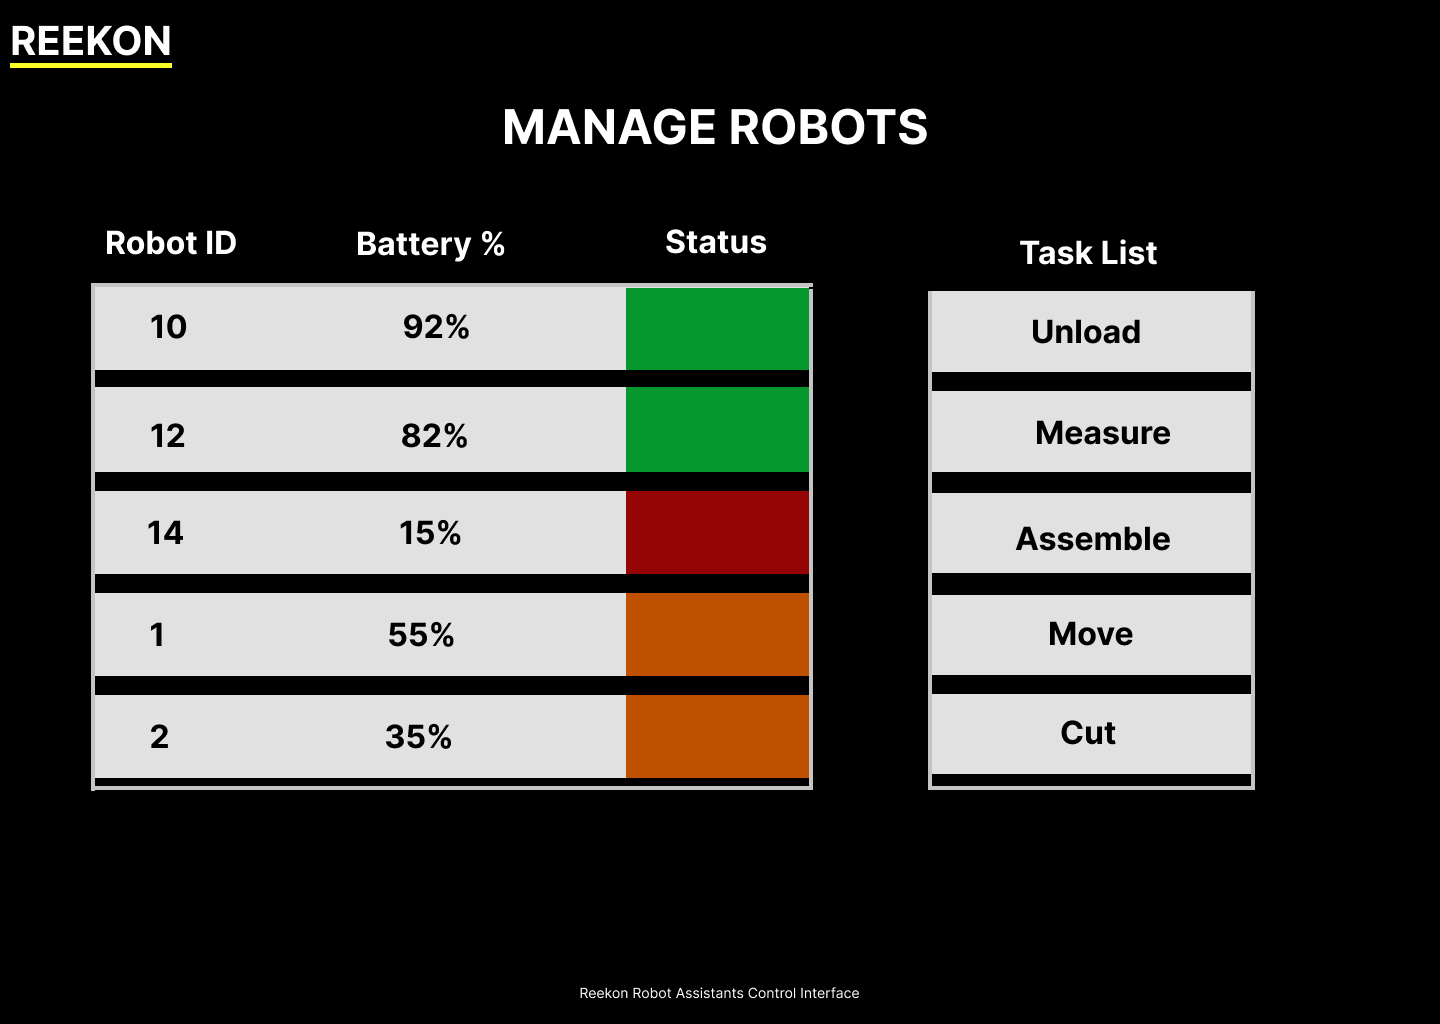 REEKON
MANAGE ROBOTS
Robot ID Battery % Status Task List
10 92% Unload
12 82% Measure
14 15% Assemble
1 55% Move
2 35% Cut
Reekon Robot Assistants Control Interface